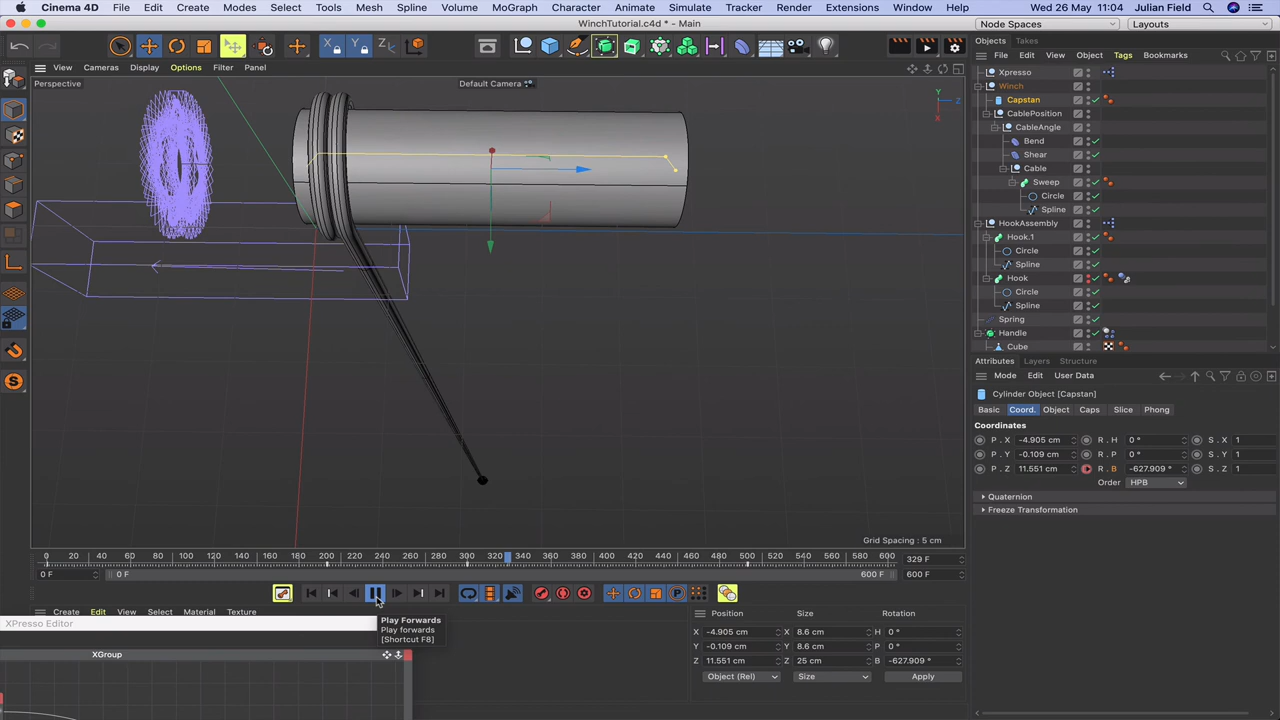 Cinema 4D File Edit Create Modes Select Tools Mesh Spline Volume MoGraph Character Animate Simulate Tracker Render Extensions Window Help Wed 26 May 11:04 Julian Field
WinchTutorial.c4d * - Main
Node Spaces
Layouts
Objects Takes
File Edit View Object Tags Bookmarks
View Cameras Display Options Filter Panel
Perspective
Default Camera
Y
Z
X
Xpresso
Winch
Capstan
CablePosition
CableAngle
Bend
Shear
Cable
Sweep
Circle
Spline
HookAssembly
Hook.1
Circle
Spline
Hook
Circle
Spline
Spring
Handle
Cube
Attributes Layers Structure
Mode Edit User Data
Cylinder Object [Capstan]
Basic Coord. Object Caps Slice Phong
Coordinates
P . X -4.905 cm R . H 0 ° S . X 1
P . Y -0.109 cm R . P 0 ° S . Y 1
P . Z 11.551 cm R . B -627.909 ° S . Z 1
Order HPB
Quaternion
Freeze Transformation
Grid Spacing : 5 cm
0 20 40 60 80 100 120 140 160 180 200 220 240 260 280 300 320 340 360 380 400 420 440 460 480 500 520 540 560 580 600 329 F
0 F 0 F 600 F 600 F
Create Edit View Select Material Texture
XPresso Editor
XGroup
Play Forwards
Play forwards
[Shortcut F8]
Position Size Rotation
X -4.905 cm X 8.6 cm H 0 °
Y -0.109 cm Y 8.6 cm P 0 °
Z 11.551 cm Z 25 cm B -627.909 °
Object (Rel) Size Apply